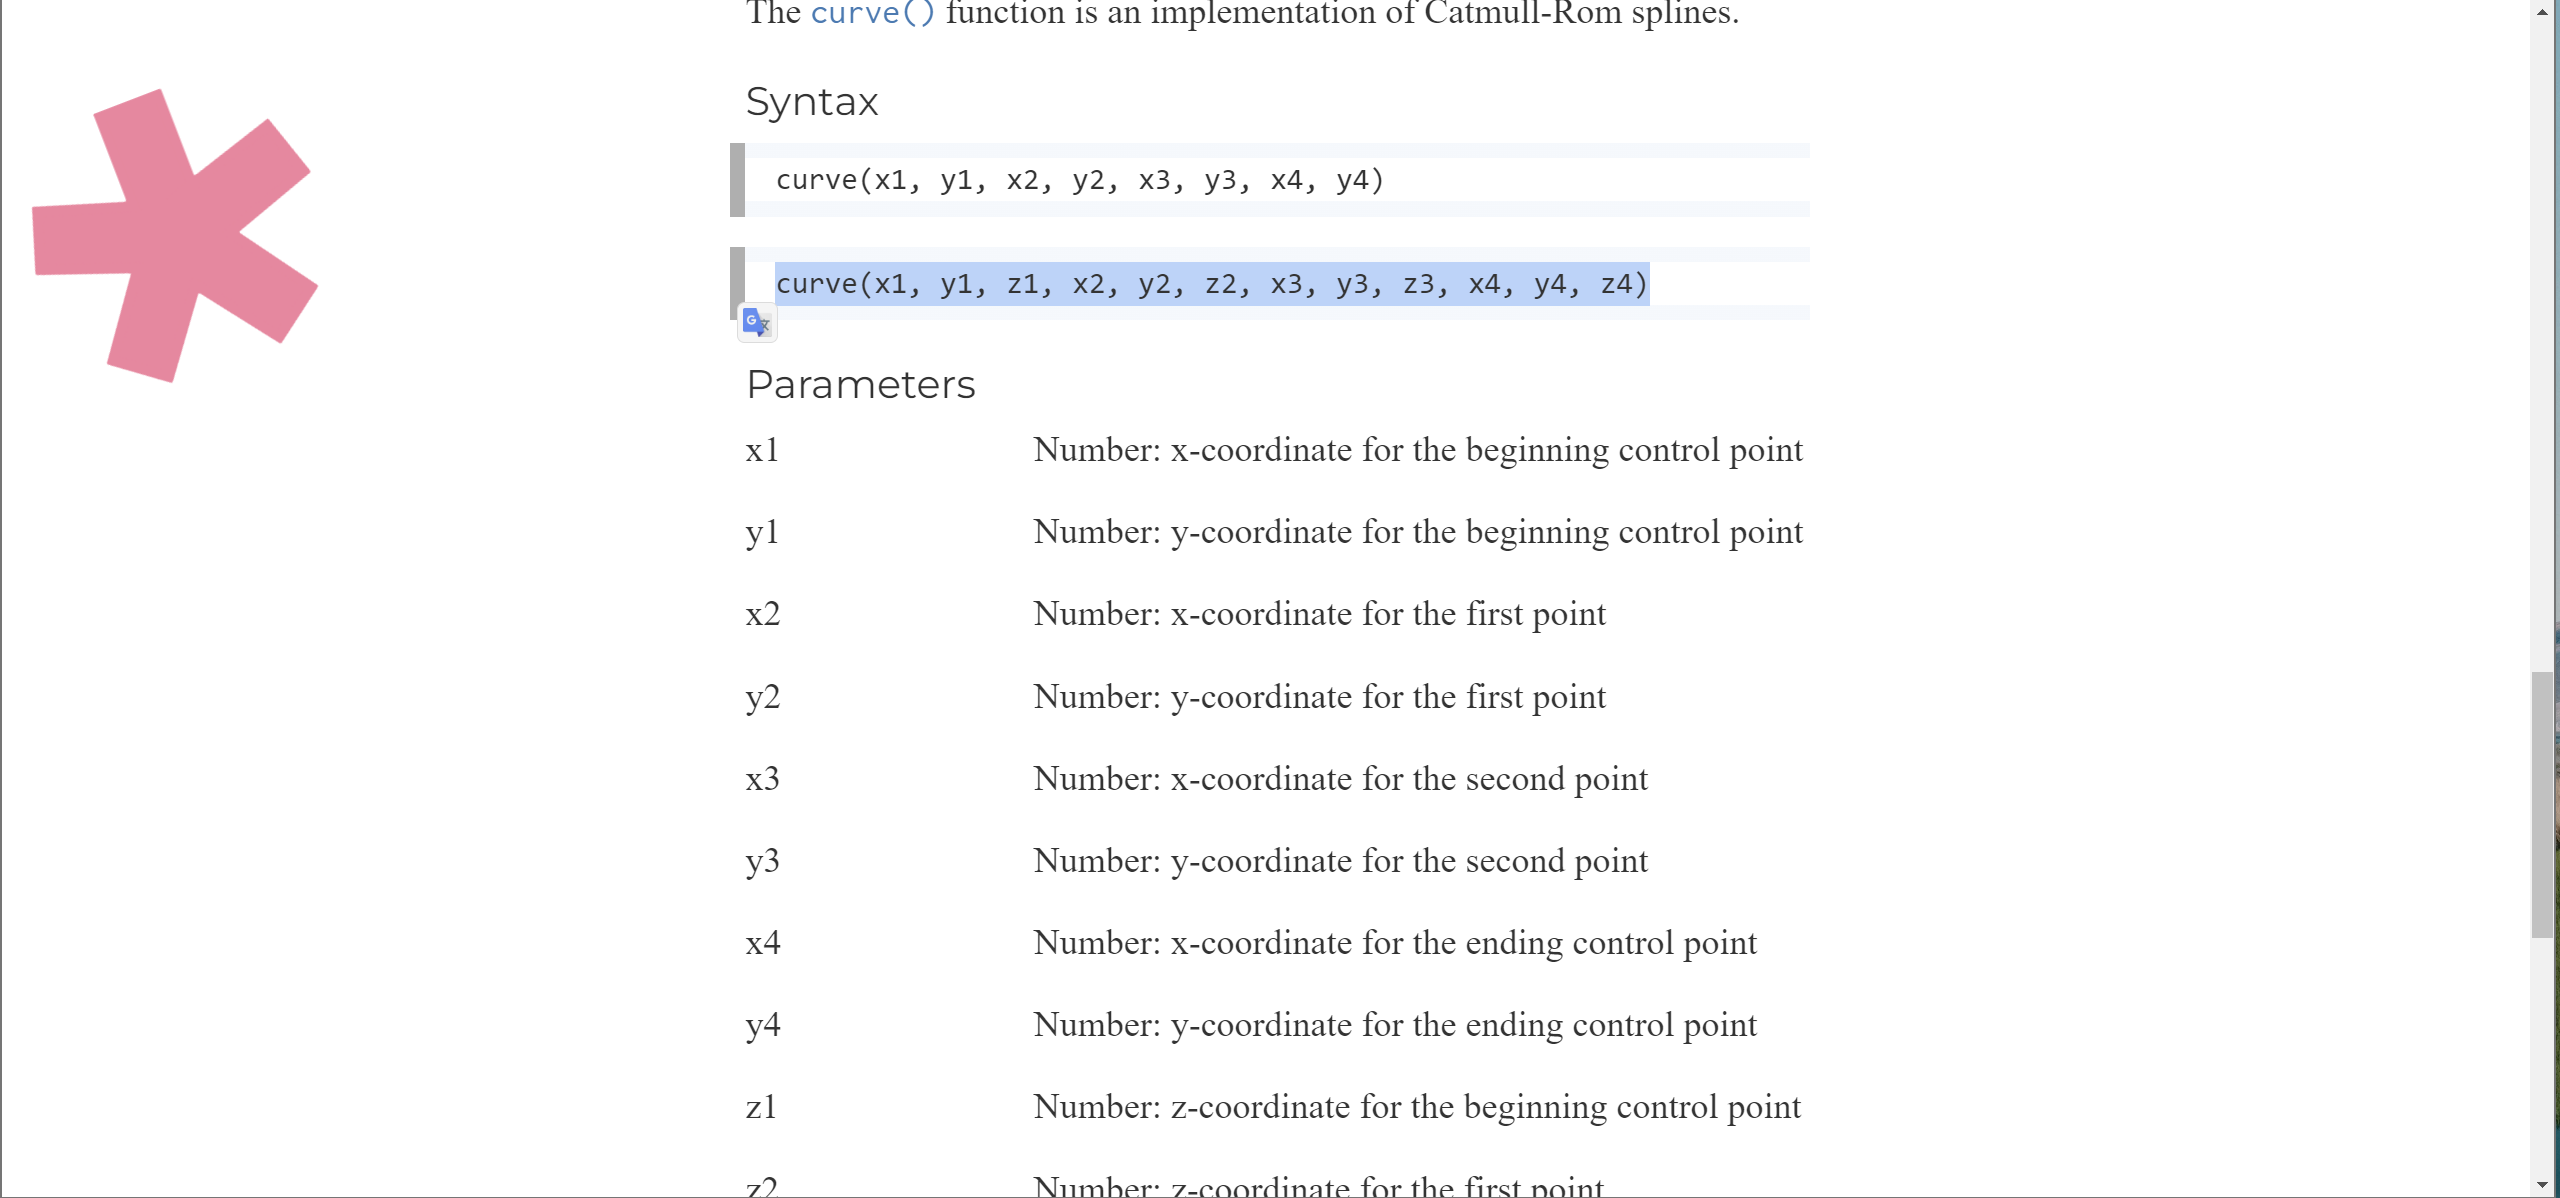 The curve() function is an implementation of Catmull-Rom splines.
Syntax
curve(x1, y1, x2, y2, x3, y3, x4, y4)
curve(x1, y1, z1, x2, y2, z2, x3, y3, z3, x4, y4, z4)
G 文
Parameters
x1 Number: x-coordinate for the beginning control point
y1 Number: y-coordinate for the beginning control point
x2 Number: x-coordinate for the first point
y2 Number: y-coordinate for the first point
x3 Number: x-coordinate for the second point
y3 Number: y-coordinate for the second point
x4 Number: x-coordinate for the ending control point
y4 Number: y-coordinate for the ending control point
z1 Number: z-coordinate for the beginning control point
z2 Number: z-coordinate for the first point